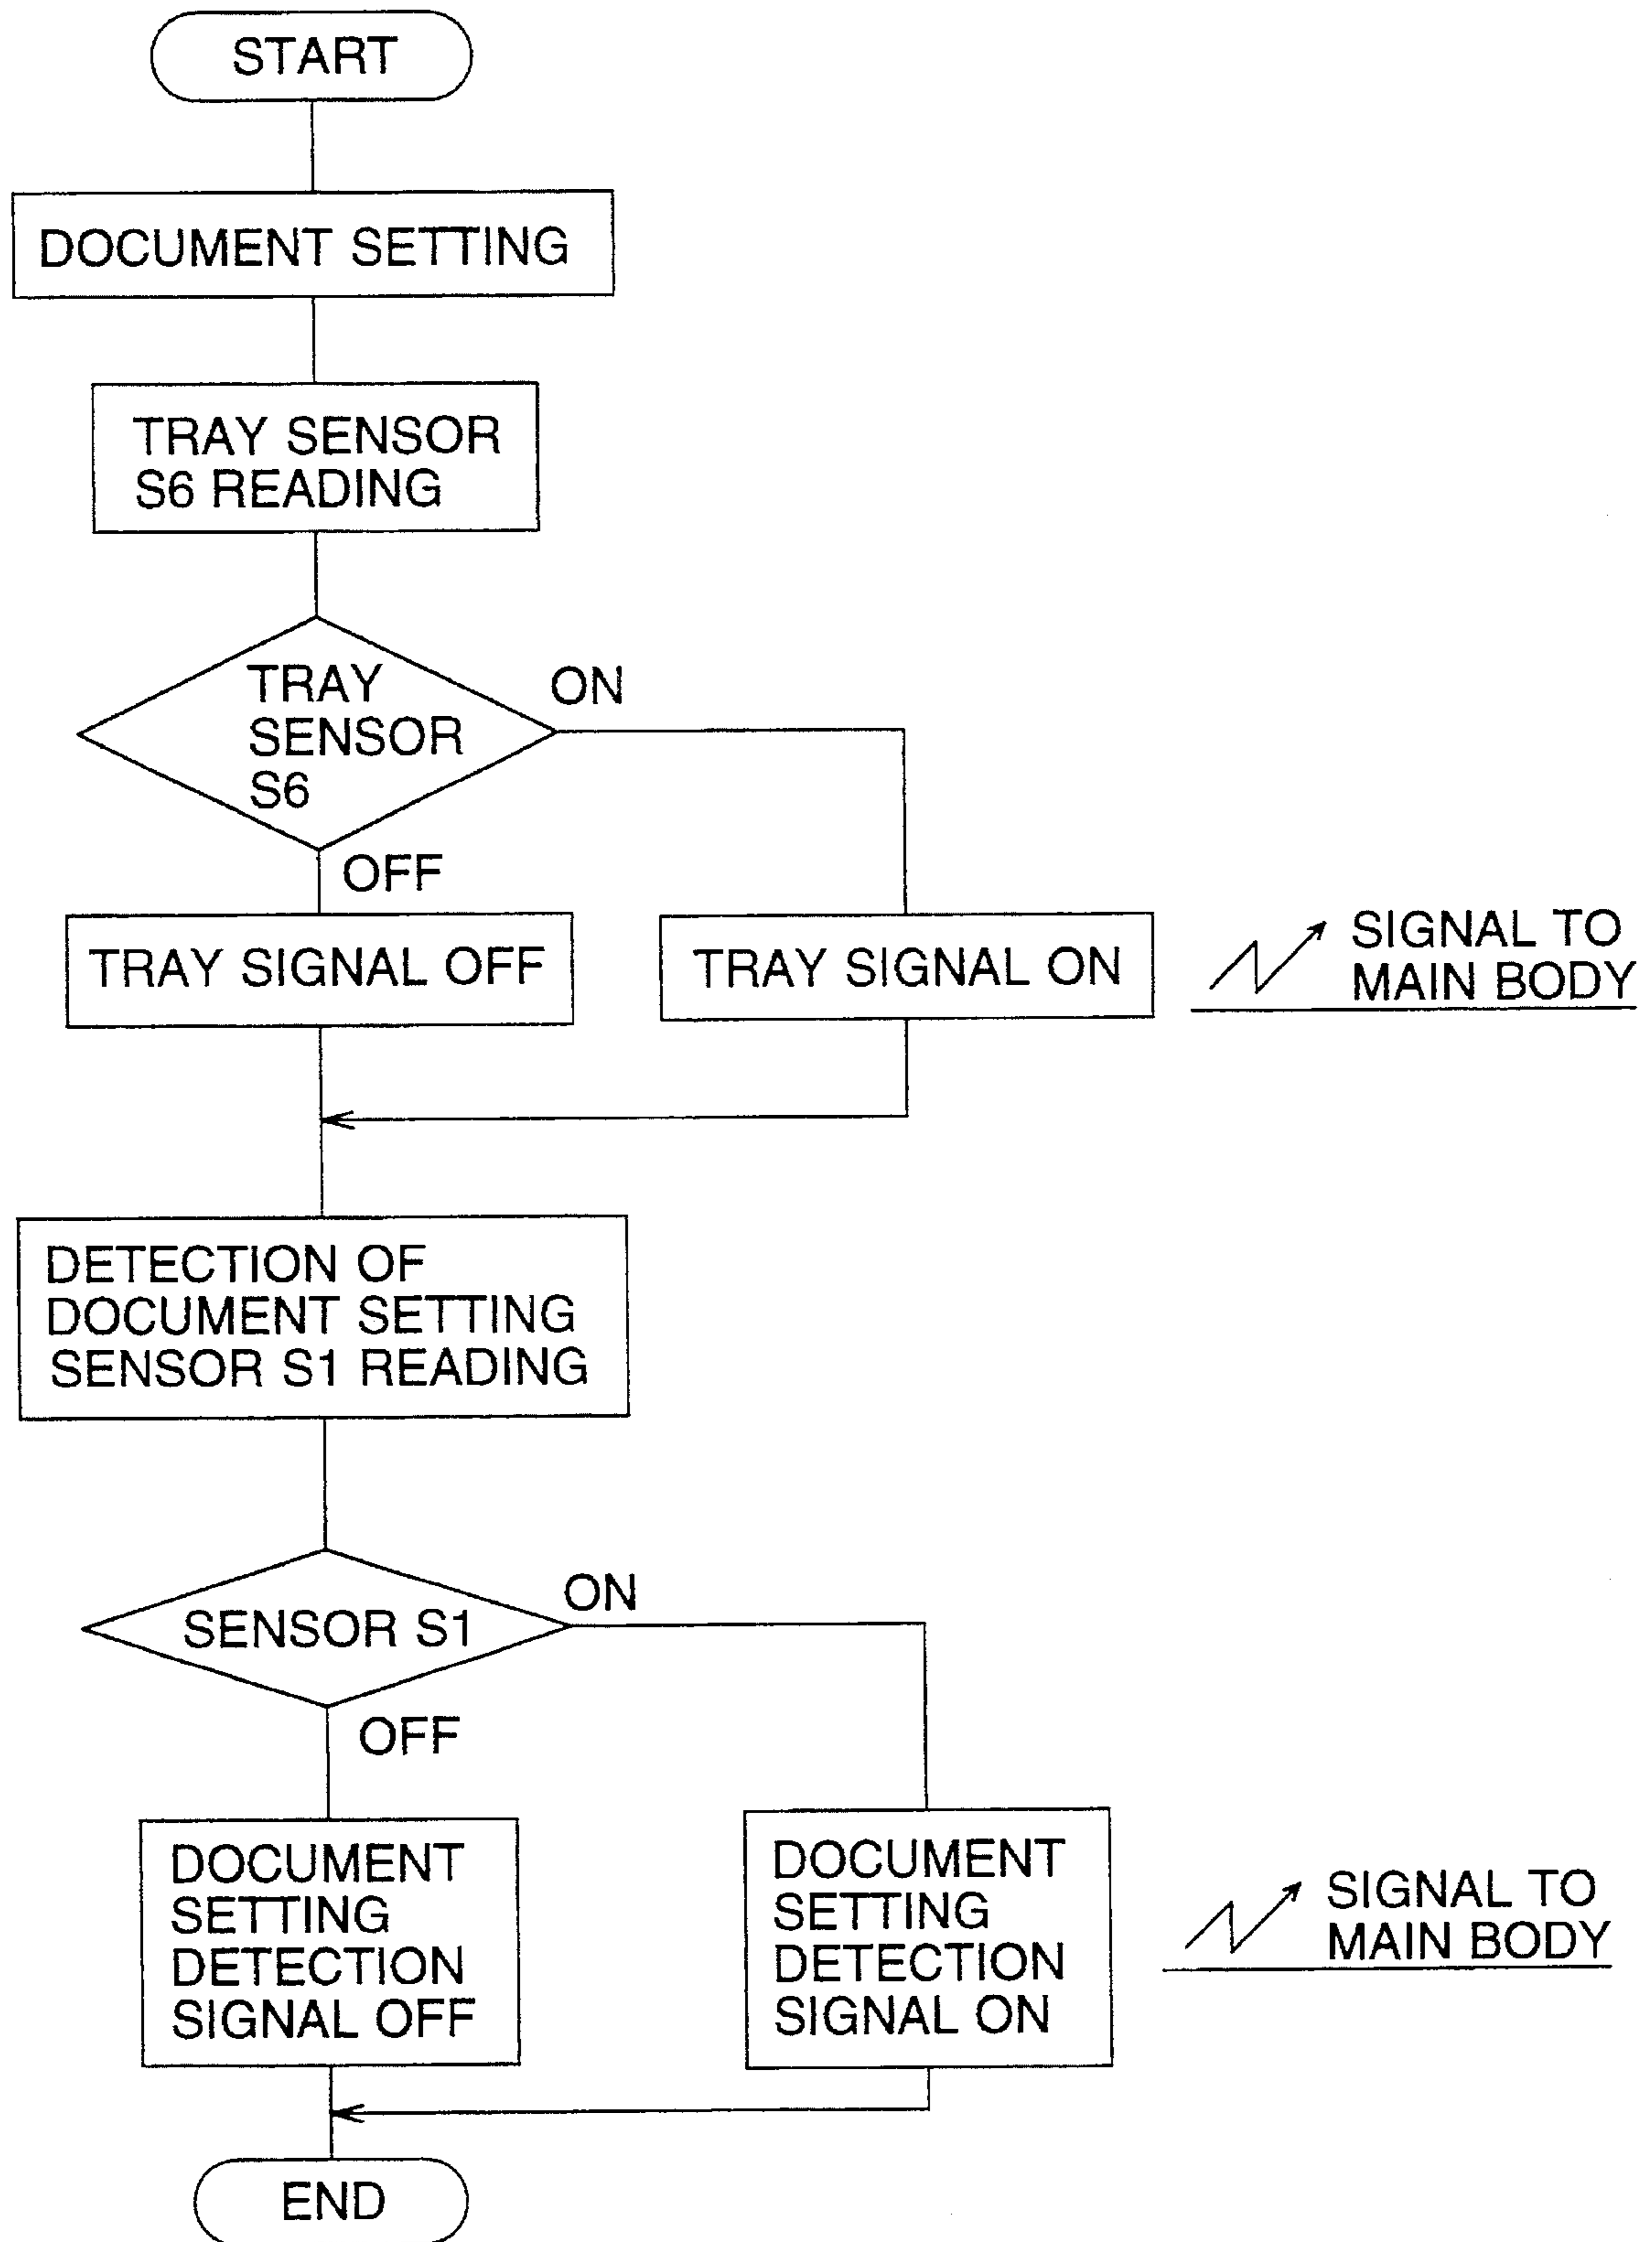 START
DOCUMENT SETTING
TRAY SENSOR
S6 READING
TRAY
SENSOR
S6
ON
OFF
TRAY SIGNAL OFF
TRAY SIGNAL ON
SIGNAL TO
MAIN BODY
DETECTION OF
DOCUMENT SETTING
SENSOR S1 READING
SENSOR S1
ON
OFF
DOCUMENT
SETTING
DETECTION
SIGNAL OFF
DOCUMENT
SETTING
DETECTION
SIGNAL ON
SIGNAL TO
MAIN BODY
END